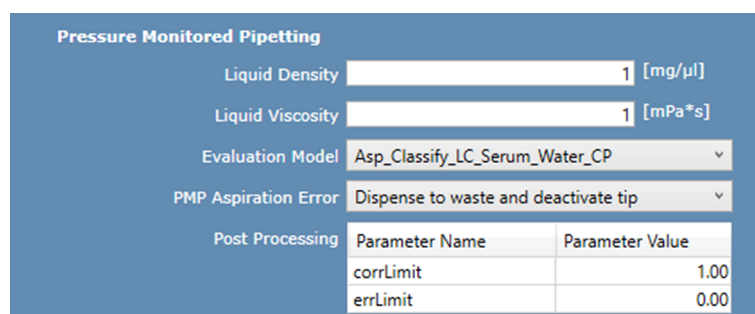 Pressure Monitored Pipetting
Liquid Density 1 [mg/µl]
Liquid Viscosity 1 [mPa*s]
Evaluation Model Asp_Classify_LC_Serum_Water_CP
PMP Aspiration Error Dispense to waste and deactivate tip
Post Processing Parameter Name Parameter Value
corrLimit 1.00
errLimit 0.00